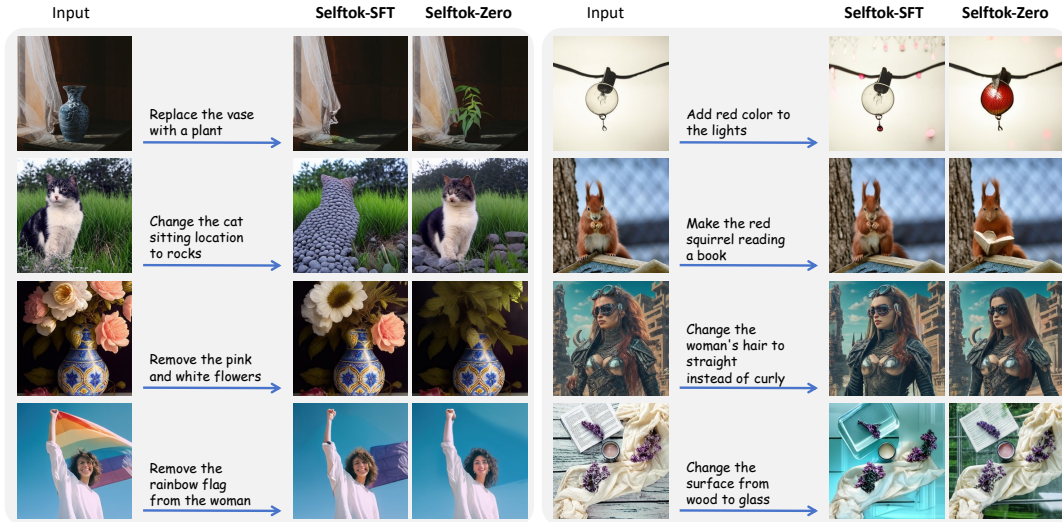 Input
Selftok-SFT
Selftok-Zero
Replace the vase
with a plant
Change the cat
sitting location
to rocks
Remove the pink
and white flowers
Remove the
rainbow flag
from the woman
Input
Selftok-SFT
Selftok-Zero
Add red color to
the lights
Make the red
squirrel reading
a book
Change the
woman's hair to
straight
instead of curly
Change the
surface from
wood to glass